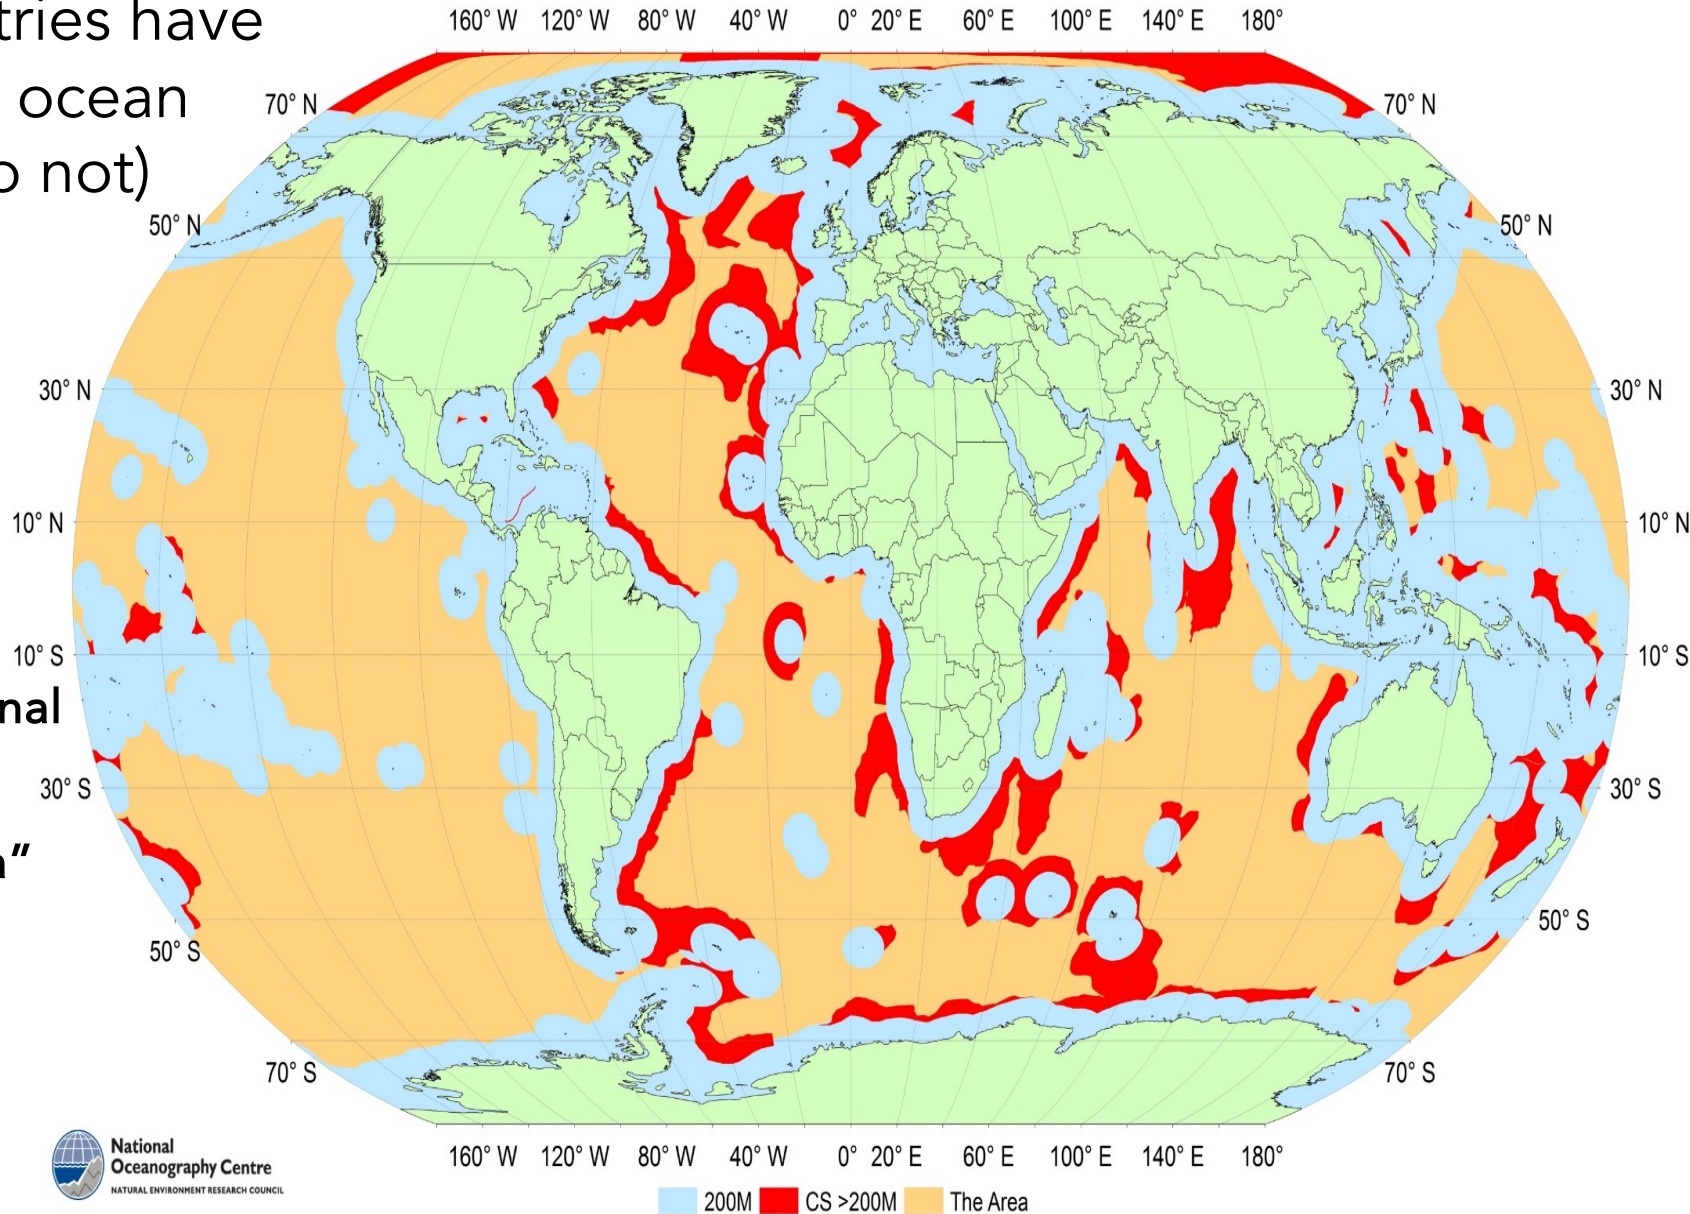 tries have
ocean
o not)
nal
a”
160° W 120° W 80° W 40° W 0° 20° E 60° E 100° E 140° E 180°
70° N 70° N
50° N 50° N
30° N 30° N
10° N 10° N
10° S 10° S
30° S 30° S
50° S 50° S
70° S 70° S
160° W 120° W 80° W 40° W 0° 20° E 60° E 100° E 140° E 180°
National
Oceanography Centre
NATURAL ENVIRONMENT RESEARCH COUNCIL
200M CS >200M The Area